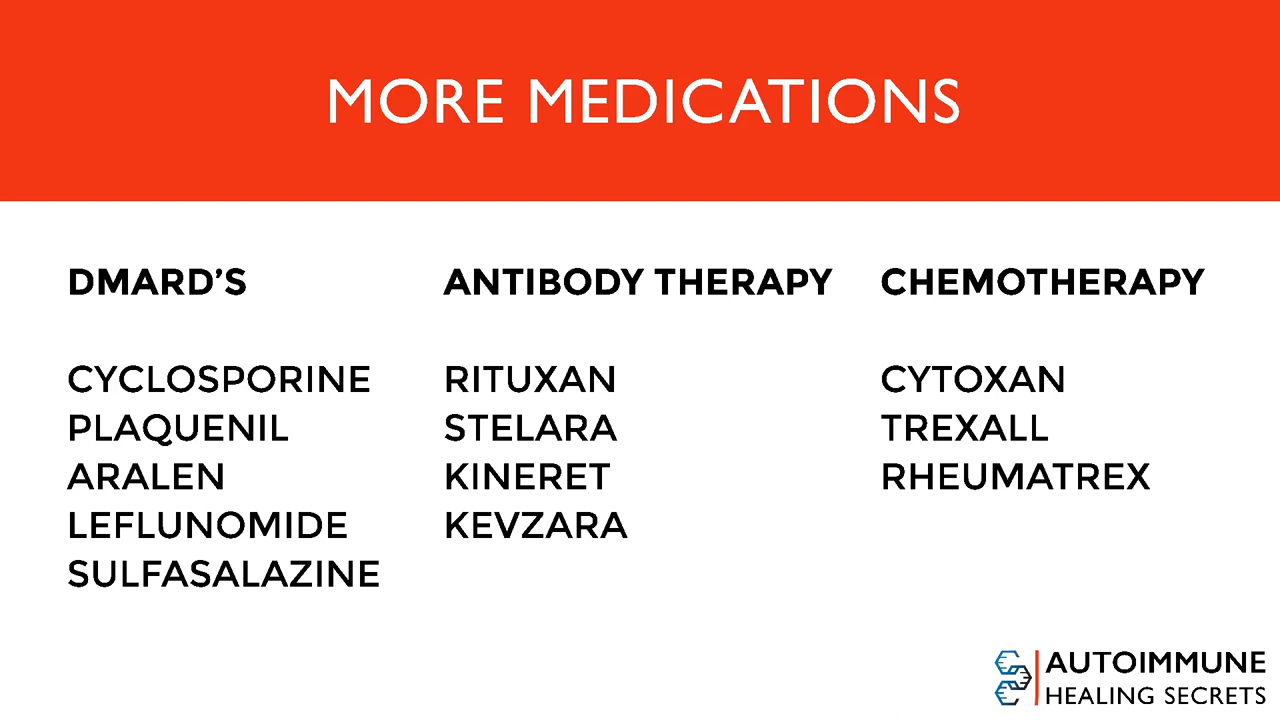 MORE MEDICATIONS
DMARD’S
CYCLOSPORINE
PLAQUENIL
ARALEN
LEFLUNOMIDE
SULFASALAZINE
ANTIBODY THERAPY
RITUXAN
STELARA
KINERET
KEVZARA
CHEMOTHERAPY
CYTOXAN
TREXALL
RHEUMATREX
AUTOIMMUNE
HEALING SECRETS